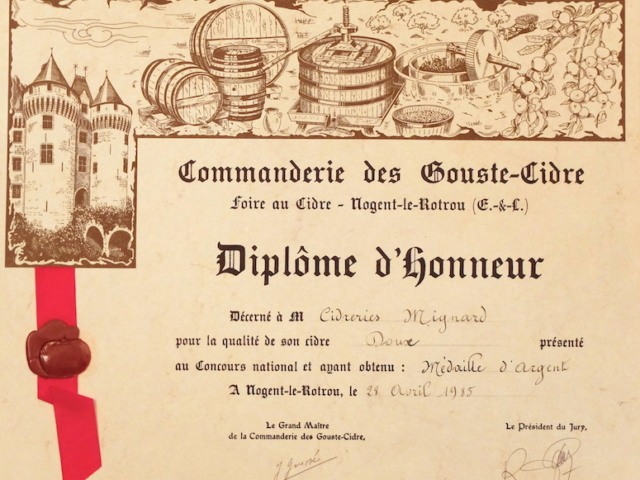 Commanderie des Gouste-Cidre
Foire au Cidre - Nogent-le-Rotrou (E.-&-L.)
Diplôme d'honneur
Décerné à M Cidreries Mignard
pour la qualité de son cidre Doux présenté
au Concours national et ayant obtenu : Médaille d'Argent
A Nogent-le-Rotrou, le 28 Avril 1985
Le Grand Maître
de la Commanderie des Gouste-Cidre,
Le Président du Jury,